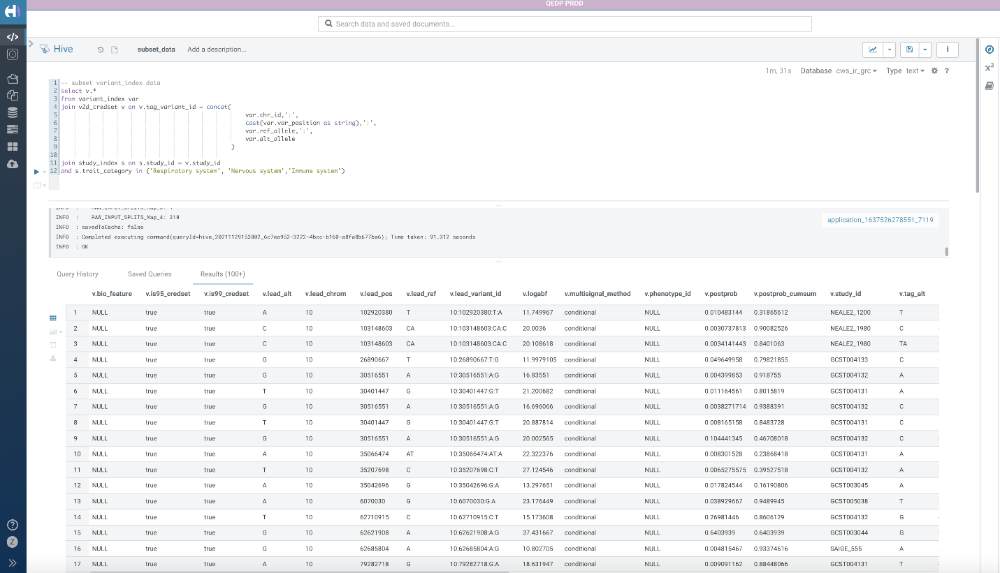 QEDP PROD
Search data and saved documents...
Hive subset_data Add a description...
1m, 31s Database cws_ir_grc Type text ?
1 -- subset variant_index data
2 select v.*
3 from variant_index var
4 join v2d_credset v on v.tag_variant_id = concat(
5 var.chr_id,':',
6 cast(var.var_position as string),':',
7 var.ref_allele,':',
8 var.alt_allele
9 )
10
11 join study_index s on s.study_id = v.study_id
12 and s.trait_category in ('Respiratory system', 'Nervous system','Immune system')
INFO : RAW_INPUT_SPLITS_Map_4: 218
INFO : savedToCache: false
INFO : Completed executing command(queryId=hive_20211129153002_6c7ea952-3222-4bcc-b160-a8fa8b677ba6); Time taken: 91.312 seconds
INFO : OK
application_1637526278551_7119
Query History Saved Queries Results (100+)
v.bio_feature v.is95_credset v.is99_credset v.lead_alt v.lead_chrom v.lead_pos v.lead_ref v.lead_variant_id v.logabf v.multisignal_method v.phenotype_id v.postprob v.postprob_cumsum v.study_id v.tag_alt
1 NULL true true A 10 102920380 T 10:102920380:T:A 11.749967 conditional NULL 0.010483144 0.31865612 NEALE2_1200 T
2 NULL true true C 10 103148603 CA 10:103148603:CA:C 20.0036 conditional NULL 0.0030737813 0.90082526 NEALE2_1980 C
3 NULL true true C 10 103148603 CA 10:103148603:CA:C 20.108618 conditional NULL 0.0034141443 0.8401063 NEALE2_1980 TA
4 NULL true true G 10 26890667 T 10:26890667:T:G 11.9979105 conditional NULL 0.049649958 0.79821855 GCST004133 C
5 NULL true true G 10 30516551 A 10:30516551:A:G 16.83551 conditional NULL 0.004399853 0.918755 GCST004132 A
6 NULL true true T 10 30401447 G 10:30401447:G:T 21.200682 conditional NULL 0.011164561 0.8015819 GCST004131 A
7 NULL true true G 10 30516551 A 10:30516551:A:G 16.696066 conditional NULL 0.0038271714 0.9388391 GCST004132 C
8 NULL true true T 10 30401447 G 10:30401447:G:T 20.887814 conditional NULL 0.008165158 0.8483728 GCST004131 C
9 NULL true true G 10 30516551 A 10:30516551:A:G 20.002565 conditional NULL 0.104441345 0.46708018 GCST004132 C
10 NULL true true A 10 35066474 AT 10:35066474:AT:A 22.322376 conditional NULL 0.008301528 0.23868418 GCST004131 A
11 NULL true true T 10 35207698 C 10:35207698:C:T 27.124546 conditional NULL 0.0065275575 0.39527518 GCST004131 A
12 NULL true true A 10 35042696 G 10:35042696:G:A 13.297651 conditional NULL 0.017824544 0.16190806 GCST003045 A
13 NULL true true A 10 6070030 G 10:6070030:G:A 23.176449 conditional NULL 0.038929667 0.9489945 GCST005038 T
14 NULL true true T 10 62710915 C 10:62710915:C:T 15.173608 conditional NULL 0.26981446 0.8606129 GCST004132 G
15 NULL true true G 10 62621908 A 10:62621908:A:G 37.431667 conditional NULL 0.6403939 0.6403939 GCST003044 G
16 NULL true true G 10 62685804 A 10:62685804:A:G 10.802705 conditional NULL 0.004815467 0.93374616 SAIGE_555 A
17 NULL true true A 10 79282718 G 10:79282718:G:A 18.631947 conditional NULL 0.009091162 0.88448066 GCST004131 T
x²
?
Z